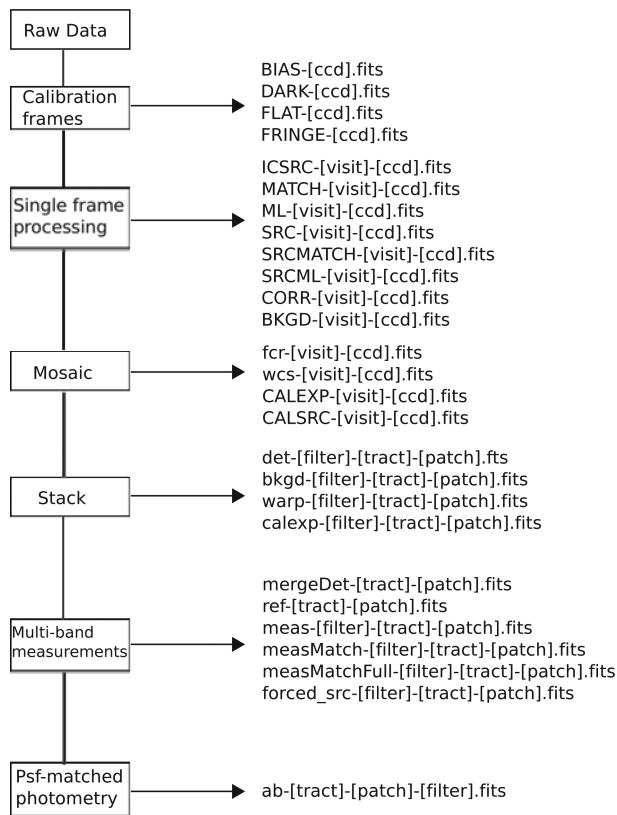 Raw Data
Calibration
frames
BIAS-[ccd].fits
DARK-[ccd].fits
FLAT-[ccd].fits
FRINGE-[ccd].fits
Single frame
processing
ICSRC-[visit]-[ccd].fits
MATCH-[visit]-[ccd].fits
ML-[visit]-[ccd].fits
SRC-[visit]-[ccd].fits
SRCMATCH-[visit]-[ccd].fits
SRCML-[visit]-[ccd].fits
CORR-[visit]-[ccd].fits
BKGD-[visit]-[ccd].fits
Mosaic
fcr-[visit]-[ccd].fits
wcs-[visit]-[ccd].fits
CALEXP-[visit]-[ccd].fits
CALSRC-[visit]-[ccd].fits
Stack
det-[filter]-[tract]-[patch].fts
bkgd-[filter]-[tract]-[patch].fits
warp-[filter]-[tract]-[patch].fits
calexp-[filter]-[tract]-[patch].fits
Multi-band
measurements
mergeDet-[tract]-[patch].fits
ref-[tract]-[patch].fits
meas-[filter]-[tract]-[patch].fits
measMatch-[filter]-[tract]-[patch].fits
measMatchFull-[filter]-[tract]-[patch].fits
forced_src-[filter]-[tract]-[patch].fits
Psf-matched
photometry
ab-[tract]-[patch]-[filter].fits